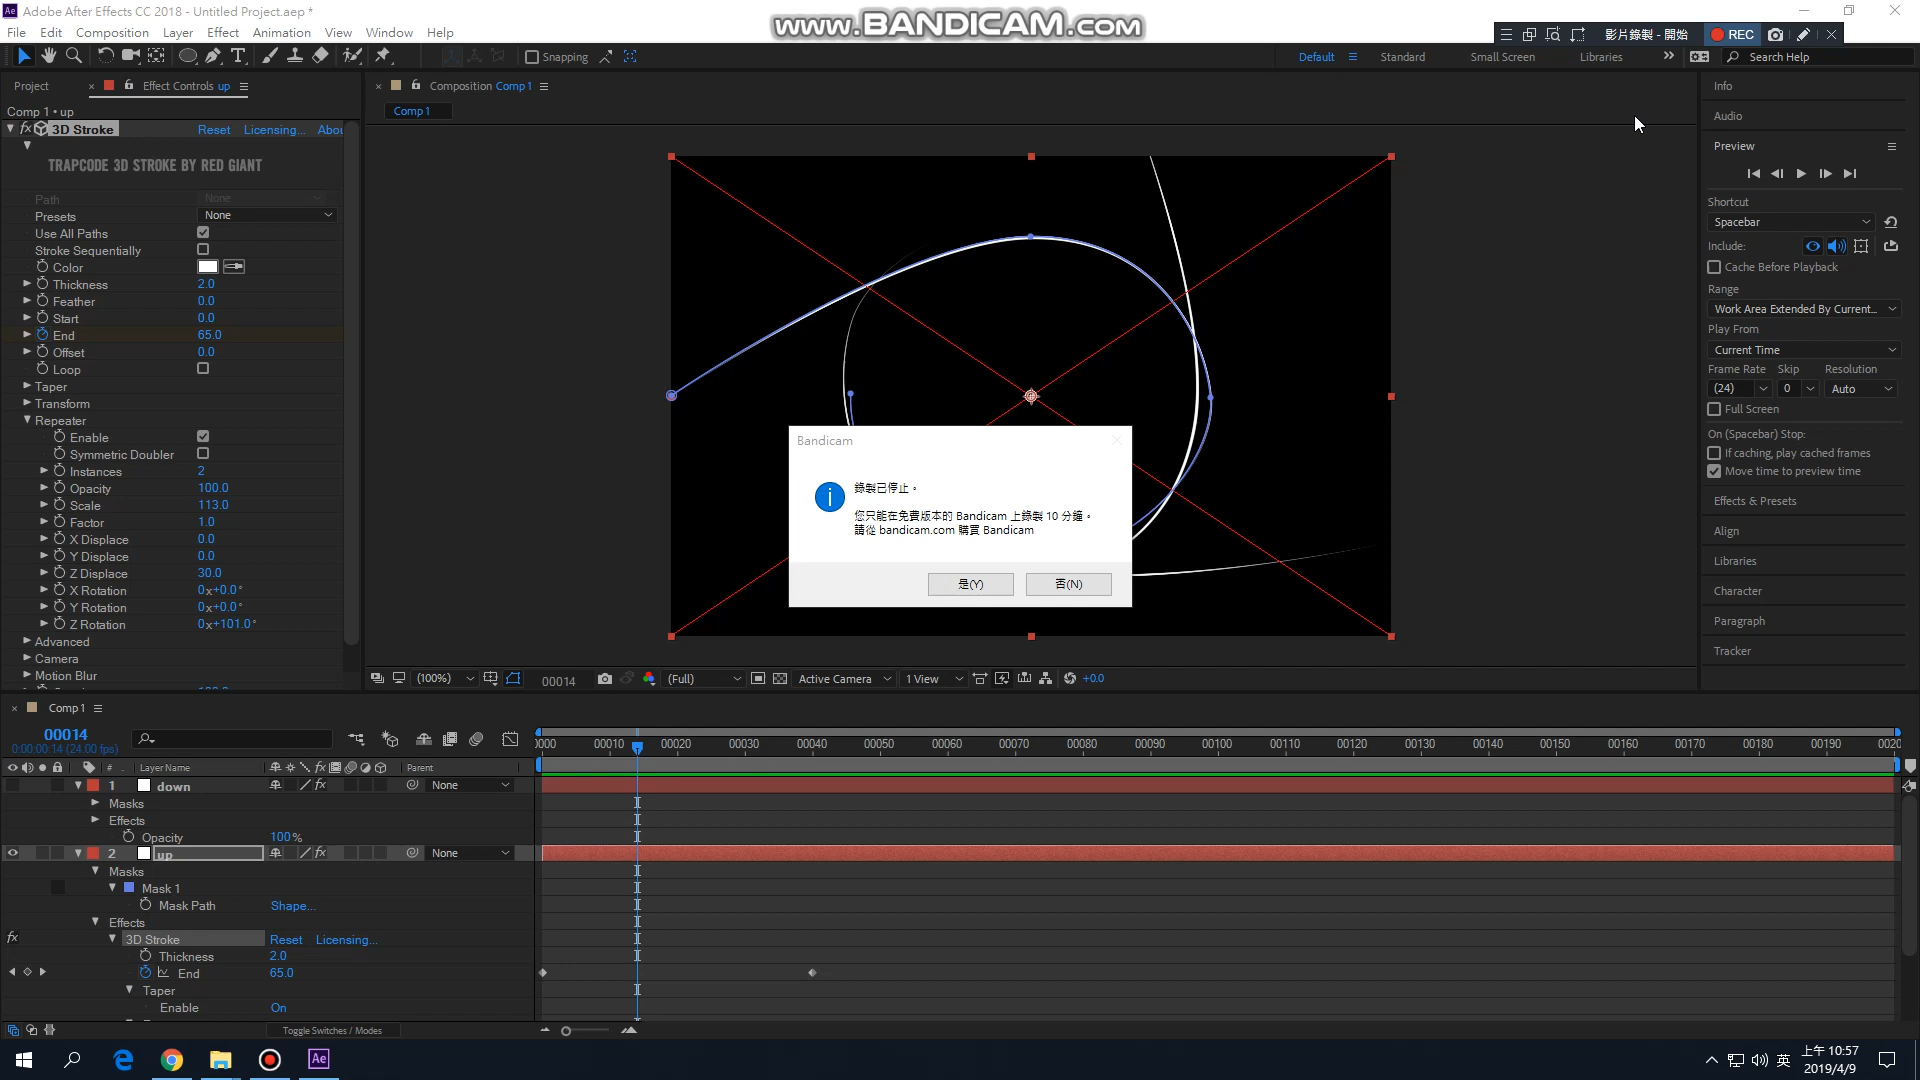 Adobe After Effects CC 2018 - Untitled Project.aep *
www.BANDICAM.com
File Edit Composition Layer Effect Animation View Window Help
影片錄製 - 開始 REC
Snapping
Default Standard Small Screen Libraries Search Help
Project Effect Controls up
Composition Comp 1
Comp 1 • up
Comp 1
3D Stroke Reset Licensing... Abou
TRAPCODE 3D STROKE BY RED GIANT
Path None
Presets None
Use All Paths
Stroke Sequentially
Color
Thickness 2.0
Feather 0.0
Start 0.0
End 65.0
Offset 0.0
Loop
Taper
Transform
Repeater
Enable
Symmetric Doubler
Instances 2
Opacity 100.0
Scale 113.0
Factor 1.0
X Displace 0.0
Y Displace 0.0
Z Displace 30.0
X Rotation 0x+0.0°
Y Rotation 0x+0.0°
Z Rotation 0x+101.0°
Advanced
Camera
Motion Blur
Bandicam
錄製已停止。
您只能在免費版本的 Bandicam 上錄製 10 分鐘。
請從 bandicam.com 購買 Bandicam
是(Y) 否(N)
(100%) 00014 (Full) Active Camera 1 View +0.0
Info
Audio
Preview
Shortcut
Spacebar
Include:
Cache Before Playback
Range
Work Area Extended By Current...
Play From
Current Time
Frame Rate Skip Resolution
(24) 0 Auto
Full Screen
On (Spacebar) Stop:
If caching, play cached frames
Move time to preview time
Effects & Presets
Align
Libraries
Character
Paragraph
Tracker
Comp 1
00014
0:00:00:14 (24.00 fps)
0000 00010 00020 00030 00040 00050 00060 00070 00080 00090 00100 00110 00120 00130 00140 00150 00160 00170 00180 00190 0020
# Layer Name fx Parent
1 down fx None
Masks
Effects
Opacity 100%
2 up fx None
Masks
Mask 1
Mask Path Shape...
Effects
fx 3D Stroke Reset Licensing...
Thickness 2.0
End 65.0
Taper
Enable On
Toggle Switches / Modes
英 上午 10:57
2019/4/9